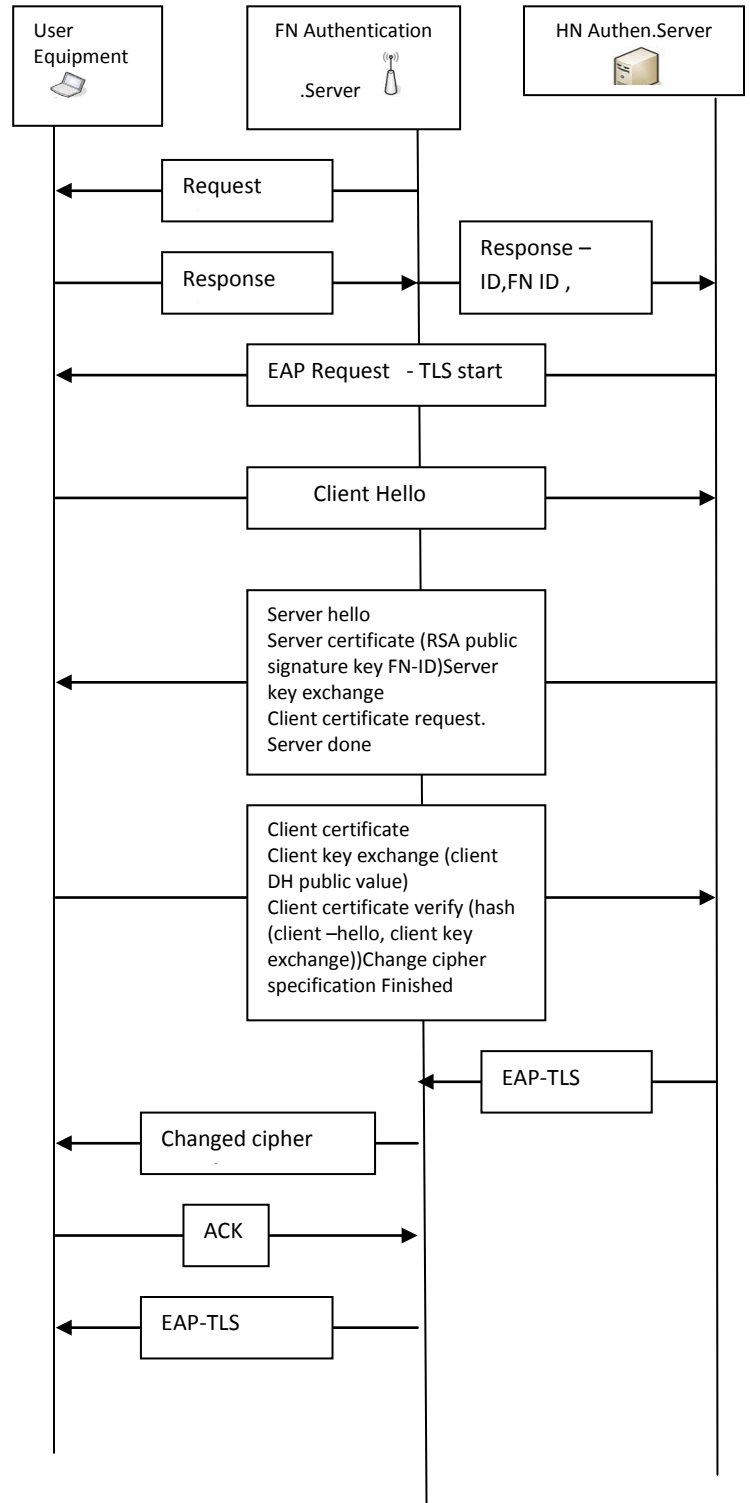 User
Equipment
FN Authentication
.Server
HN Authen.Server
Request
Response –
ID,FN ID ,
Response
EAP Request - TLS start
Client Hello
Server hello
Server certificate (RSA public
signature key FN-ID)Server
key exchange
Client certificate request.
Server done
Client certificate
Client key exchange (client
DH public value)
Client certificate verify (hash
(client –hello, client key
exchange))Change cipher
specification Finished
EAP-TLS
Changed cipher
ACK
EAP-TLS